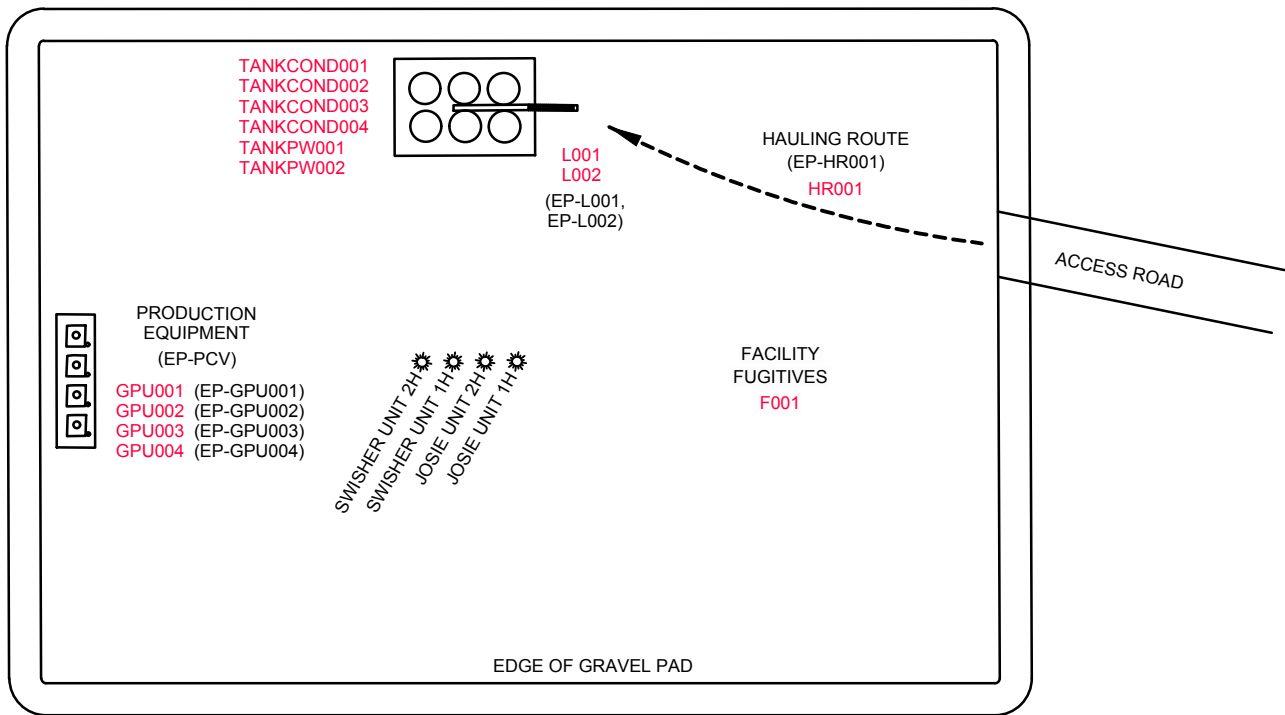 TANKCOND001
TANKCOND002
TANKCOND003
TANKCOND004
TANKPW001
TANKPW002
L001
L002
(EP-L001,
EP-L002)
HAULING ROUTE
(EP-HR001)
HR001
ACCESS ROAD
PRODUCTION
EQUIPMENT
(EP-PCV)
GPU001 (EP-GPU001)
GPU002 (EP-GPU002)
GPU003 (EP-GPU003)
GPU004 (EP-GPU004)
SWISHER UNIT 2H
SWISHER UNIT 1H
JOSIE UNIT 2H
JOSIE UNIT 1H
FACILITY
FUGITIVES
F001
EDGE OF GRAVEL PAD